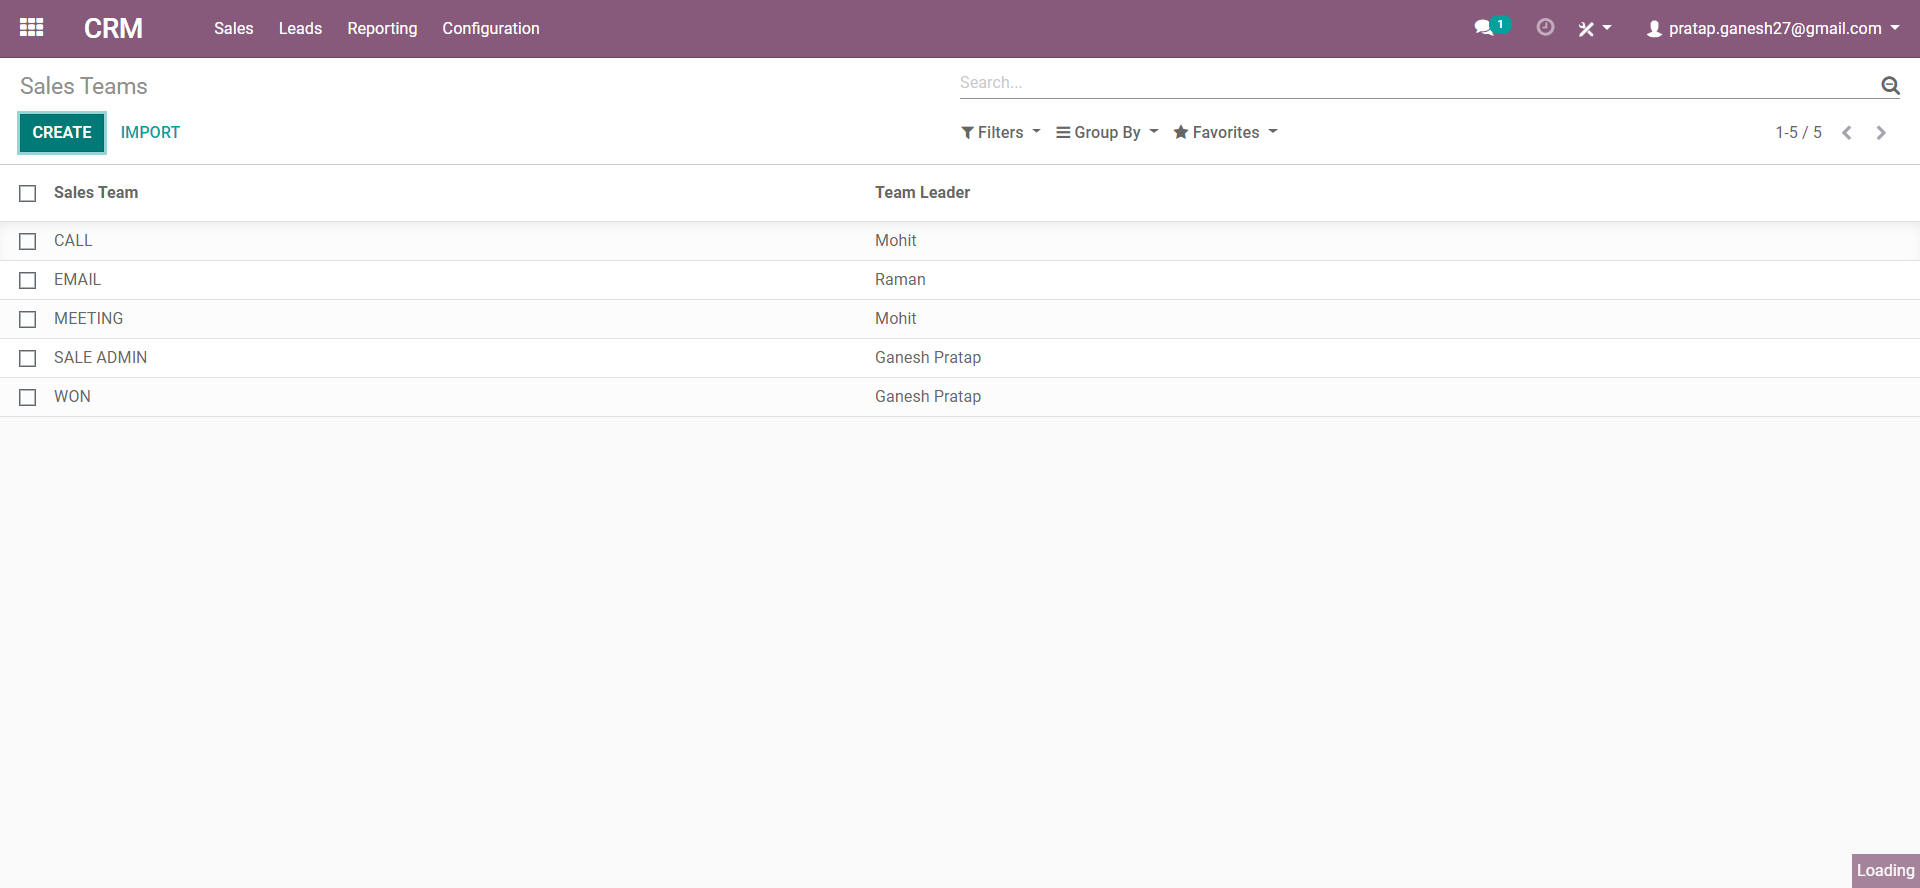 CRM Sales Leads Reporting Configuration 1 pratap.ganesh27@gmail.com
Sales Teams Search...
CREATE IMPORT Filters Group By Favorites 1-5 / 5
Sales Team Team Leader
CALL Mohit
EMAIL Raman
MEETING Mohit
SALE ADMIN Ganesh Pratap
WON Ganesh Pratap
Loading